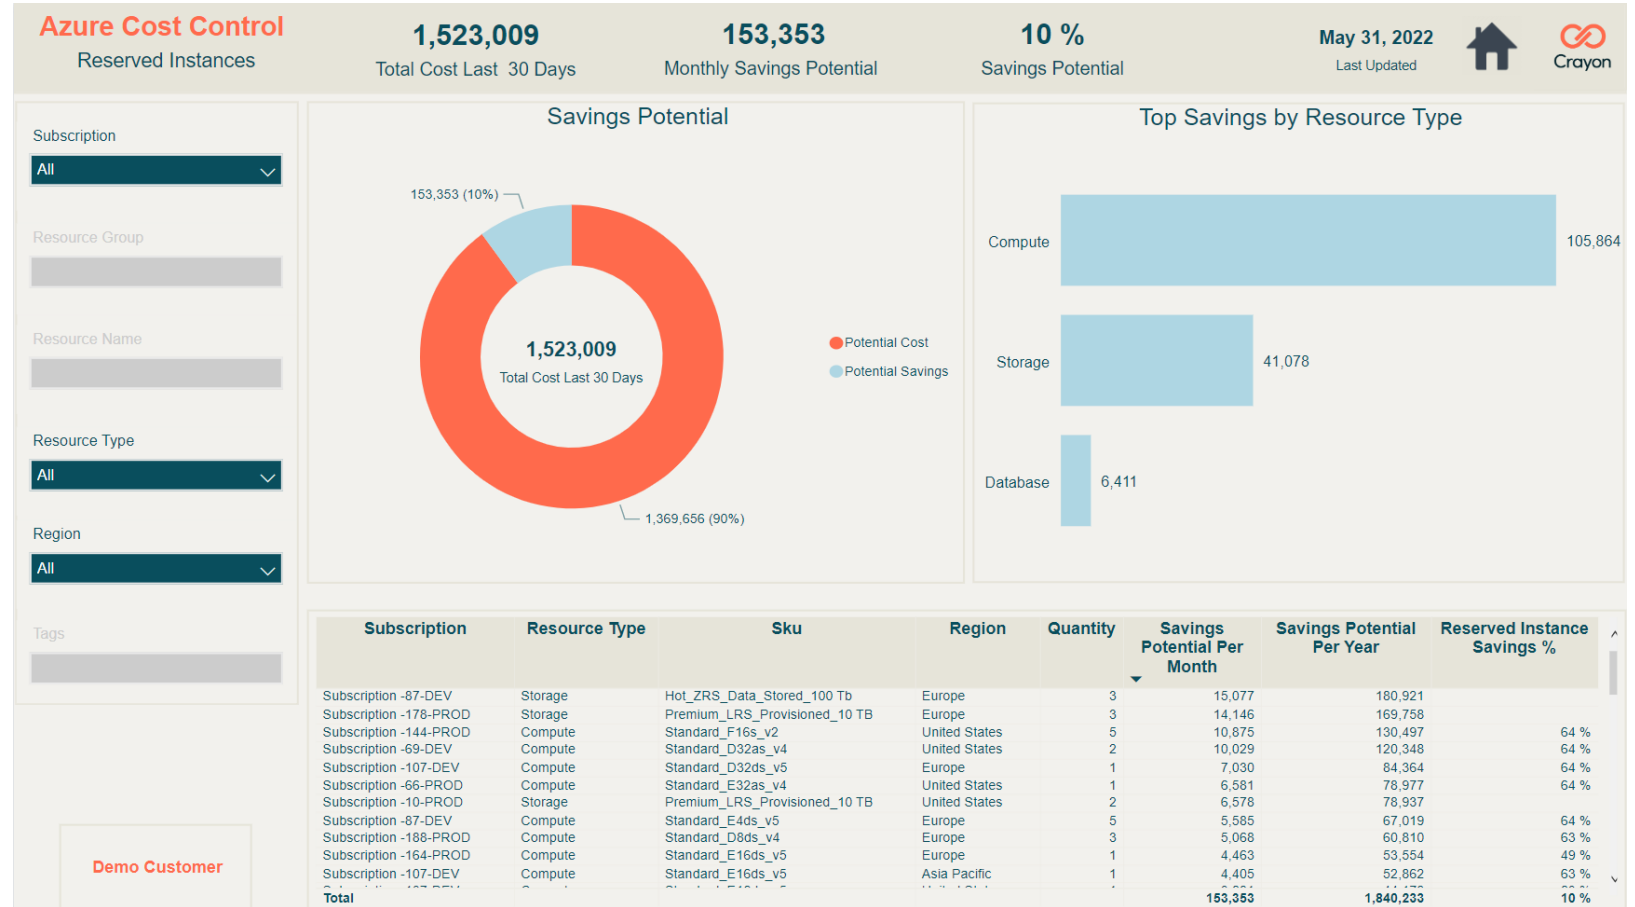 Azure Cost Control
Reserved Instances
1,523,009
Total Cost Last 30 Days
153,353
Monthly Savings Potential
10 %
Savings Potential
May 31, 2022
Last Updated
Crayon
Subscription
All
Resource Group
Resource Name
Resource Type
All
Region
All
Tags
Demo Customer
Savings Potential
153,353 (10%)
1,523,009
Total Cost Last 30 Days
1,369,656 (90%)
Potential Cost
Potential Savings
Top Savings by Resource Type
Compute 105,864
Storage 41,078
Database 6,411
Subscription Resource Type Sku Region Quantity Savings Potential Per Month Savings Potential Per Year Reserved Instance Savings %
Subscription -87-DEV Storage Hot_ZRS_Data_Stored_100 Tb Europe 3 15,077 180,921
Subscription -178-PROD Storage Premium_LRS_Provisioned_10 TB Europe 3 14,146 169,758
Subscription -144-PROD Compute Standard_F16s_v2 United States 5 10,875 130,497 64 %
Subscription -69-DEV Compute Standard_D32as_v4 United States 2 10,029 120,348 64 %
Subscription -107-DEV Compute Standard_D32ds_v5 Europe 1 7,030 84,364 64 %
Subscription -66-PROD Compute Standard_E32as_v4 United States 1 6,581 78,977 64 %
Subscription -10-PROD Storage Premium_LRS_Provisioned_10 TB United States 2 6,578 78,937
Subscription -87-DEV Compute Standard_E4ds_v5 Europe 5 5,585 67,019 64 %
Subscription -188-PROD Compute Standard_D8ds_v4 Europe 3 5,068 60,810 63 %
Subscription -164-PROD Compute Standard_E16ds_v5 Europe 1 4,463 53,554 49 %
Subscription -107-DEV Compute Standard_E16ds_v5 Asia Pacific 1 4,405 52,862 63 %
Total 153,353 1,840,233 10 %